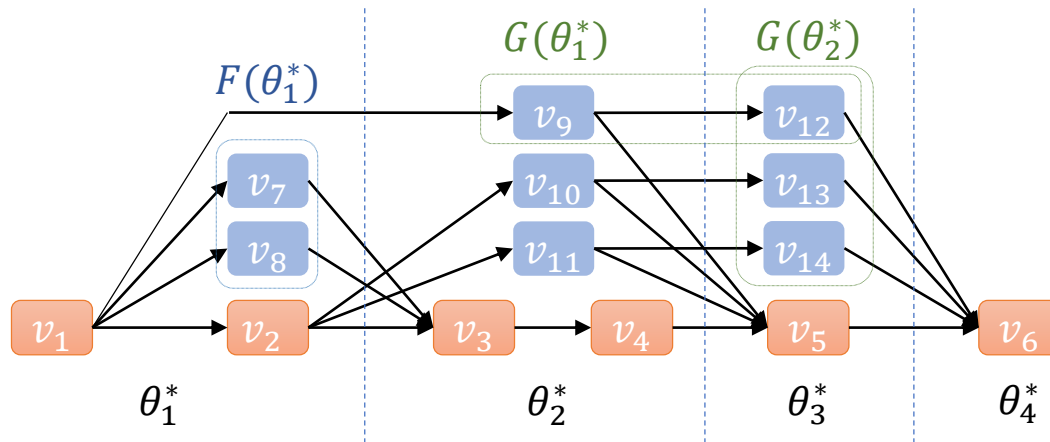 G(θ₁*) G(θ₂*)
F(θ₁*)
v₉ v₁₂
v₇ v₁₀ v₁₃
v₈ v₁₁ v₁₄
v₁ v₂ v₃ v₄ v₅ v₆
θ₁* θ₂* θ₃* θ₄*